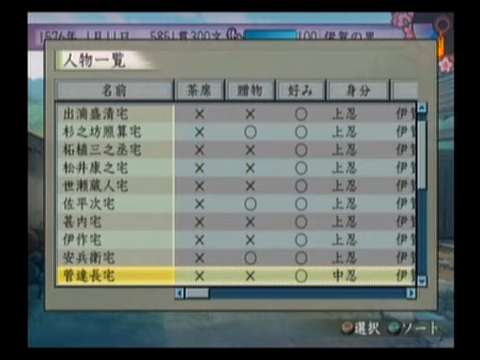 1576年 1月11日 5851貫300文 100 伊賀の里
人物一覧
名前 茶席 贈物 好み 身分
出浦盛清宅 × × ○ 上忍 伊賀
杉之坊照算宅 × ○ ○ 上忍 伊賀
柘植三之丞宅 × × ○ 上忍 伊賀
松井康之宅 × × ○ 上忍 伊賀
世瀬蔵人宅 × × ○ 上忍 伊賀
佐平次宅 × ○ ○ 上忍 伊賀
甚内宅 × × ○ 上忍 伊賀
伊作宅 × × ○ 上忍 伊賀
安兵衛宅 × ○ ○ 上忍 伊賀
菅達長宅 × × ○ 中忍 伊賀
選択 ソート